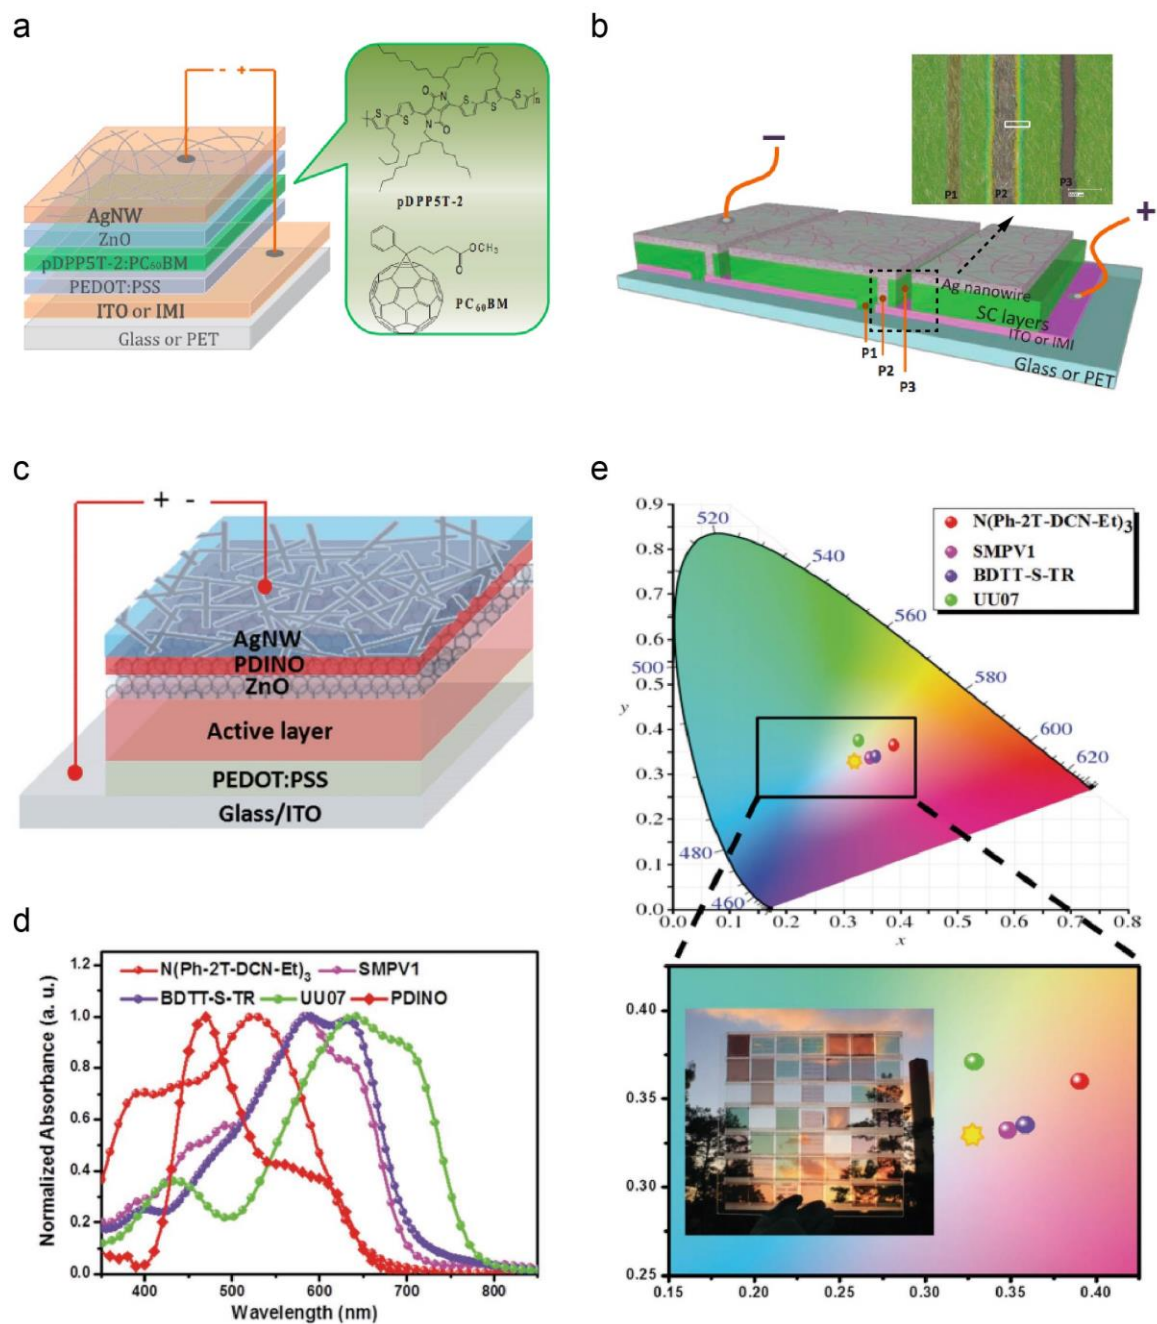 a
- +
AgNW
ZnO
pDPP5T-2:PC₆₀BM
PEDOT:PSS
ITO or IMI
Glass or PET
S
S
S
N
O
O
N
S
S
S
n
pDPP5T-2
OCH₃
O
PC₆₀BM
b
P1
P2
P3
−
+
Ag nanowire
SC layers
ITO or IMI
Glass or PET
P1
P2
P3
c
+ -
AgNW
PDINO
ZnO
Active layer
PEDOT:PSS
Glass/ITO
d
Normalized Absorbance (a. u.)
1.2
1.0
0.8
0.6
0.4
0.2
0.0
N(Ph-2T-DCN-Et)₃ SMPV1
BDTT-S-TR UU07 PDINO
400 500 600 700 800
Wavelength (nm)
e
N(Ph-2T-DCN-Et)₃
SMPV1
BDTT-S-TR
UU07
0.9
0.8
0.7
0.6
0.5
0.4
0.3
0.2
0.1
0.0
y
520
540
560
580
600
620
500
480
460
0.0 0.1 0.2 0.3 0.4 0.5 0.6 0.7 0.8
x
0.40
0.35
0.30
0.25
0.15 0.20 0.25 0.30 0.35 0.40